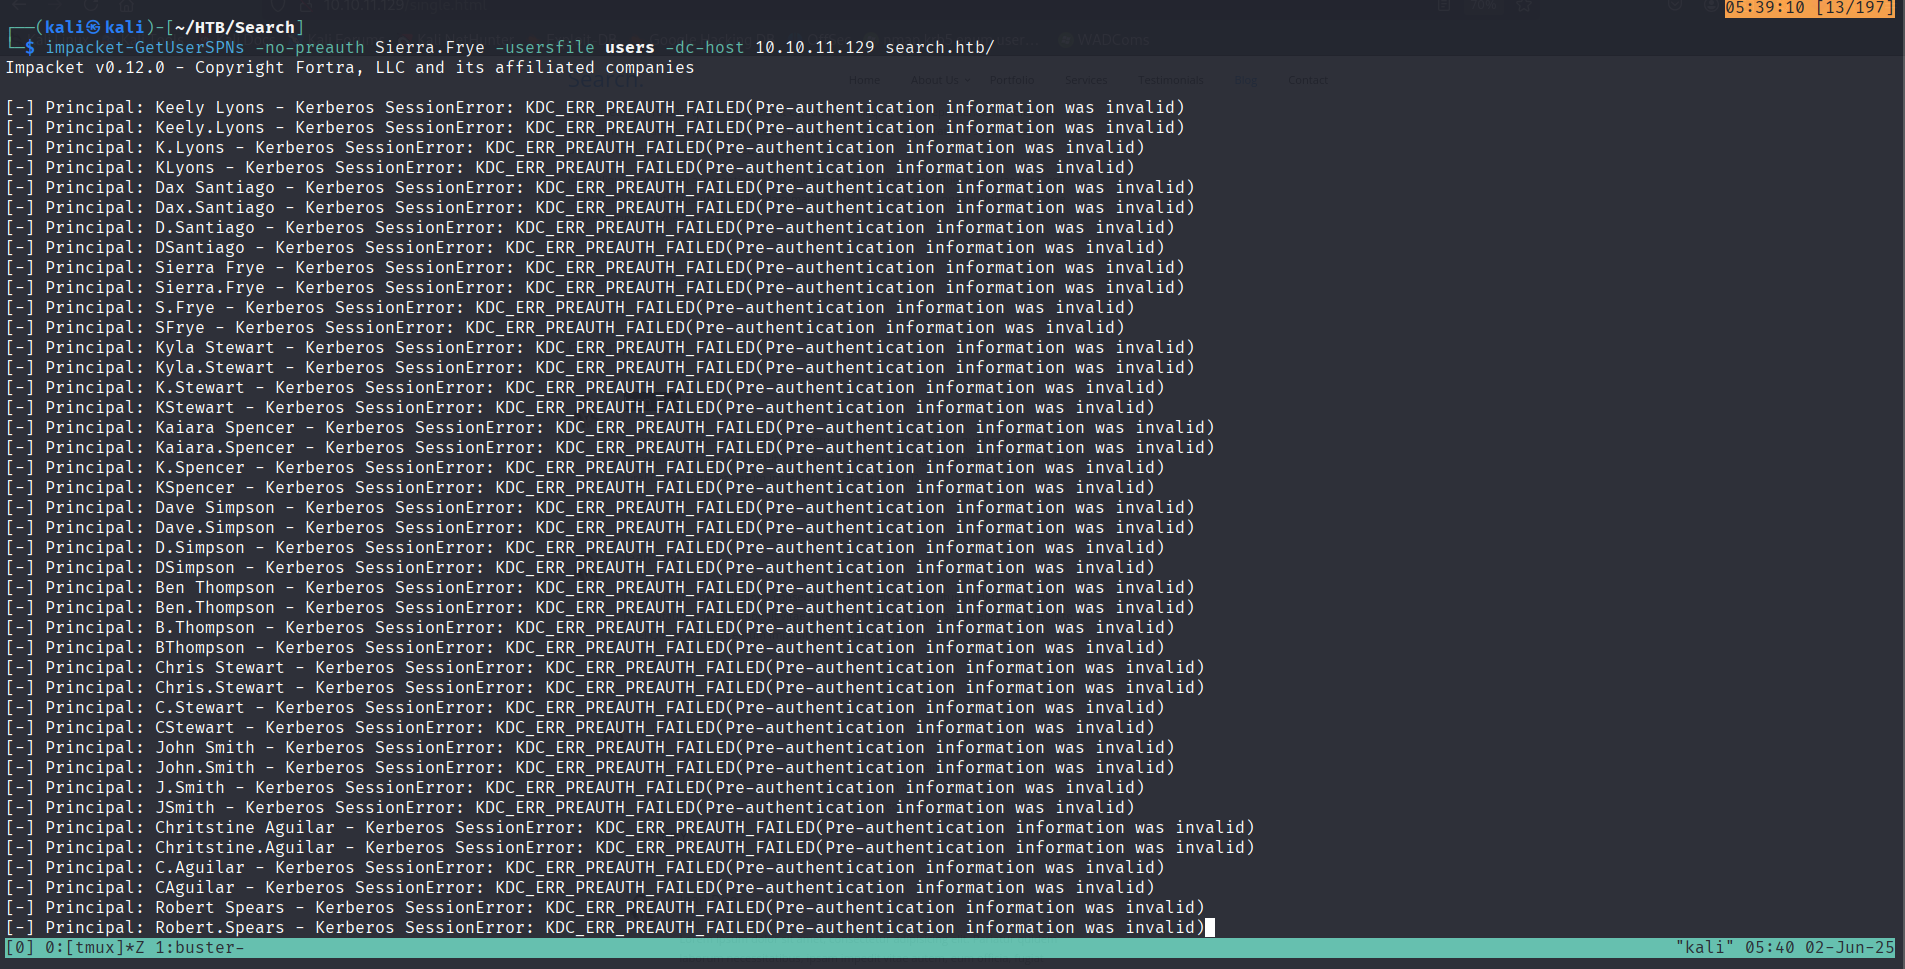 05:39:10 [13/197]
┌──(kali㉿kali)-[~/HTB/Search]
└─$ impacket-GetUserSPNs -no-preauth Sierra.Frye -usersfile users -dc-host 10.10.11.129 search.htb/
Impacket v0.12.0 - Copyright Fortra, LLC and its affiliated companies
[-] Principal: Keely Lyons - Kerberos SessionError: KDC_ERR_PREAUTH_FAILED(Pre-authentication information was invalid)
[-] Principal: Keely.Lyons - Kerberos SessionError: KDC_ERR_PREAUTH_FAILED(Pre-authentication information was invalid)
[-] Principal: K.Lyons - Kerberos SessionError: KDC_ERR_PREAUTH_FAILED(Pre-authentication information was invalid)
[-] Principal: KLyons - Kerberos SessionError: KDC_ERR_PREAUTH_FAILED(Pre-authentication information was invalid)
[-] Principal: Dax Santiago - Kerberos SessionError: KDC_ERR_PREAUTH_FAILED(Pre-authentication information was invalid)
[-] Principal: Dax.Santiago - Kerberos SessionError: KDC_ERR_PREAUTH_FAILED(Pre-authentication information was invalid)
[-] Principal: D.Santiago - Kerberos SessionError: KDC_ERR_PREAUTH_FAILED(Pre-authentication information was invalid)
[-] Principal: DSantiago - Kerberos SessionError: KDC_ERR_PREAUTH_FAILED(Pre-authentication information was invalid)
[-] Principal: Sierra Frye - Kerberos SessionError: KDC_ERR_PREAUTH_FAILED(Pre-authentication information was invalid)
[-] Principal: Sierra.Frye - Kerberos SessionError: KDC_ERR_PREAUTH_FAILED(Pre-authentication information was invalid)
[-] Principal: S.Frye - Kerberos SessionError: KDC_ERR_PREAUTH_FAILED(Pre-authentication information was invalid)
[-] Principal: SFrye - Kerberos SessionError: KDC_ERR_PREAUTH_FAILED(Pre-authentication information was invalid)
[-] Principal: Kyla Stewart - Kerberos SessionError: KDC_ERR_PREAUTH_FAILED(Pre-authentication information was invalid)
[-] Principal: Kyla.Stewart - Kerberos SessionError: KDC_ERR_PREAUTH_FAILED(Pre-authentication information was invalid)
[-] Principal: K.Stewart - Kerberos SessionError: KDC_ERR_PREAUTH_FAILED(Pre-authentication information was invalid)
[-] Principal: KStewart - Kerberos SessionError: KDC_ERR_PREAUTH_FAILED(Pre-authentication information was invalid)
[-] Principal: Kaiara Spencer - Kerberos SessionError: KDC_ERR_PREAUTH_FAILED(Pre-authentication information was invalid)
[-] Principal: Kaiara.Spencer - Kerberos SessionError: KDC_ERR_PREAUTH_FAILED(Pre-authentication information was invalid)
[-] Principal: K.Spencer - Kerberos SessionError: KDC_ERR_PREAUTH_FAILED(Pre-authentication information was invalid)
[-] Principal: KSpencer - Kerberos SessionError: KDC_ERR_PREAUTH_FAILED(Pre-authentication information was invalid)
[-] Principal: Dave Simpson - Kerberos SessionError: KDC_ERR_PREAUTH_FAILED(Pre-authentication information was invalid)
[-] Principal: Dave.Simpson - Kerberos SessionError: KDC_ERR_PREAUTH_FAILED(Pre-authentication information was invalid)
[-] Principal: D.Simpson - Kerberos SessionError: KDC_ERR_PREAUTH_FAILED(Pre-authentication information was invalid)
[-] Principal: DSimpson - Kerberos SessionError: KDC_ERR_PREAUTH_FAILED(Pre-authentication information was invalid)
[-] Principal: Ben Thompson - Kerberos SessionError: KDC_ERR_PREAUTH_FAILED(Pre-authentication information was invalid)
[-] Principal: Ben.Thompson - Kerberos SessionError: KDC_ERR_PREAUTH_FAILED(Pre-authentication information was invalid)
[-] Principal: B.Thompson - Kerberos SessionError: KDC_ERR_PREAUTH_FAILED(Pre-authentication information was invalid)
[-] Principal: BThompson - Kerberos SessionError: KDC_ERR_PREAUTH_FAILED(Pre-authentication information was invalid)
[-] Principal: Chris Stewart - Kerberos SessionError: KDC_ERR_PREAUTH_FAILED(Pre-authentication information was invalid)
[-] Principal: Chris.Stewart - Kerberos SessionError: KDC_ERR_PREAUTH_FAILED(Pre-authentication information was invalid)
[-] Principal: C.Stewart - Kerberos SessionError: KDC_ERR_PREAUTH_FAILED(Pre-authentication information was invalid)
[-] Principal: CStewart - Kerberos SessionError: KDC_ERR_PREAUTH_FAILED(Pre-authentication information was invalid)
[-] Principal: John Smith - Kerberos SessionError: KDC_ERR_PREAUTH_FAILED(Pre-authentication information was invalid)
[-] Principal: John.Smith - Kerberos SessionError: KDC_ERR_PREAUTH_FAILED(Pre-authentication information was invalid)
[-] Principal: J.Smith - Kerberos SessionError: KDC_ERR_PREAUTH_FAILED(Pre-authentication information was invalid)
[-] Principal: JSmith - Kerberos SessionError: KDC_ERR_PREAUTH_FAILED(Pre-authentication information was invalid)
[-] Principal: Chritstine Aguilar - Kerberos SessionError: KDC_ERR_PREAUTH_FAILED(Pre-authentication information was invalid)
[-] Principal: Chritstine.Aguilar - Kerberos SessionError: KDC_ERR_PREAUTH_FAILED(Pre-authentication information was invalid)
[-] Principal: C.Aguilar - Kerberos SessionError: KDC_ERR_PREAUTH_FAILED(Pre-authentication information was invalid)
[-] Principal: CAguilar - Kerberos SessionError: KDC_ERR_PREAUTH_FAILED(Pre-authentication information was invalid)
[-] Principal: Robert Spears - Kerberos SessionError: KDC_ERR_PREAUTH_FAILED(Pre-authentication information was invalid)
[-] Principal: Robert.Spears - Kerberos SessionError: KDC_ERR_PREAUTH_FAILED(Pre-authentication information was invalid)
[0] 0:[tmux]*Z 1:buster- "kali" 05:40 02-Jun-25